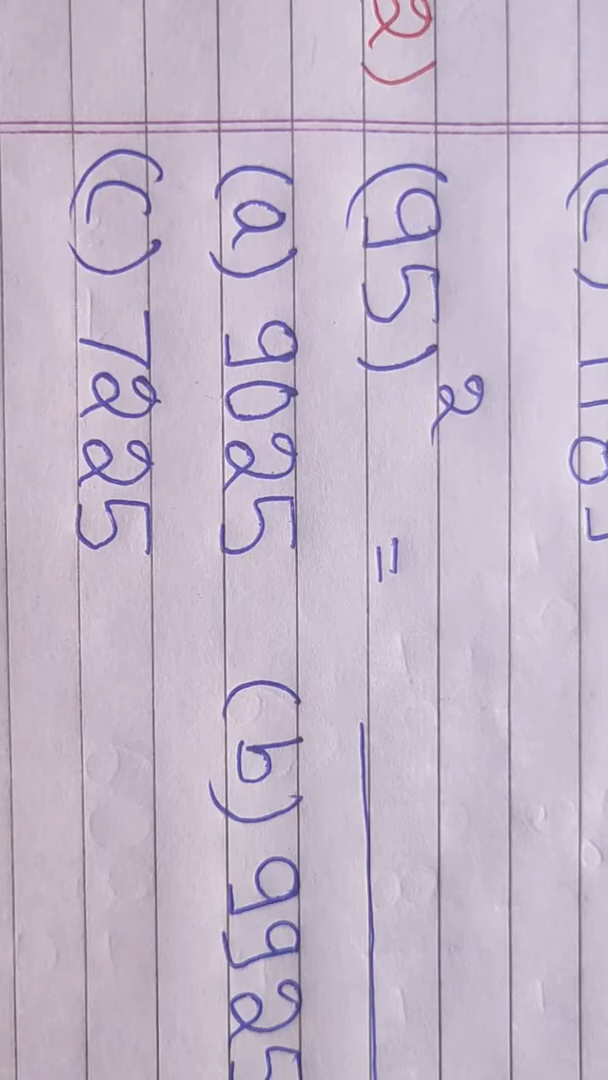 2) (95)² = ____
(a) 9025 (b) 9925
(c) 7225